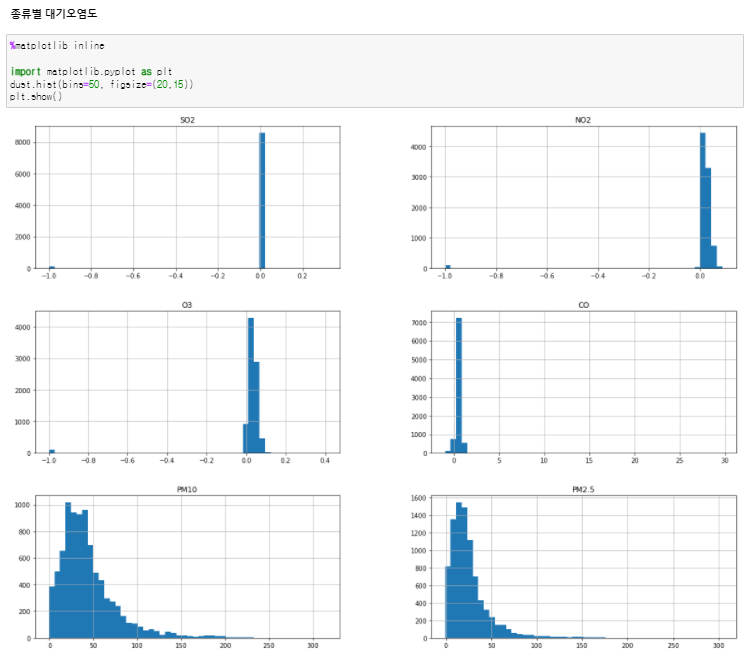 종류별 대기오염도
%matplotlib inline
import matplotlib.pyplot as plt
dust.hist(bins=50, figsize=(20,15))
plt.show()
SO2
8000
6000
4000
2000
0
−1.0 −0.8 −0.6 −0.4 −0.2 0.0 0.2
NO2
4000
3000
2000
1000
0
−1.0 −0.8 −0.6 −0.4 −0.2 0.0
O3
4000
3000
2000
1000
0
−1.0 −0.8 −0.6 −0.4 −0.2 0.0 0.2 0.4
CO
7000
6000
5000
4000
3000
2000
1000
0
0 5 10 15 20 25 30
PM10
1000
800
600
400
200
0
0 50 100 150 200 250 300
PM2.5
1600
1400
1200
1000
800
600
400
200
0
0 50 100 150 200 250 300